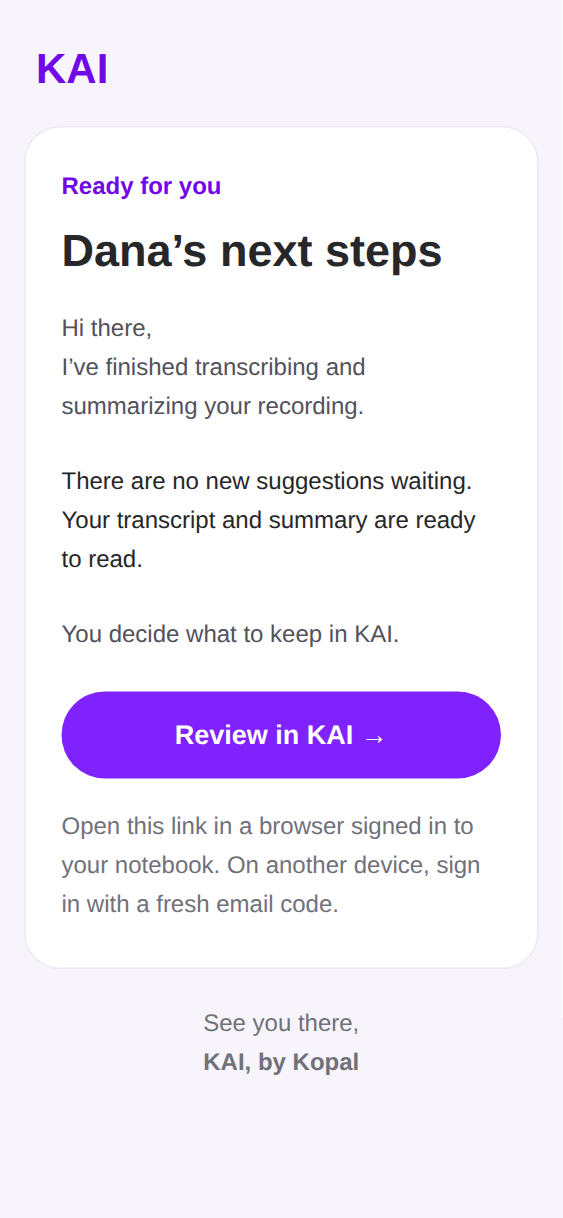 KAI
Ready for you
Dana’s next steps
Hi there,
I’ve finished transcribing and
summarizing your recording.
There are no new suggestions waiting.
Your transcript and summary are ready
to read.
You decide what to keep in KAI.
Review in KAI →
Open this link in a browser signed in to
your notebook. On another device, sign
in with a fresh email code.
See you there,
KAI, by Kopal